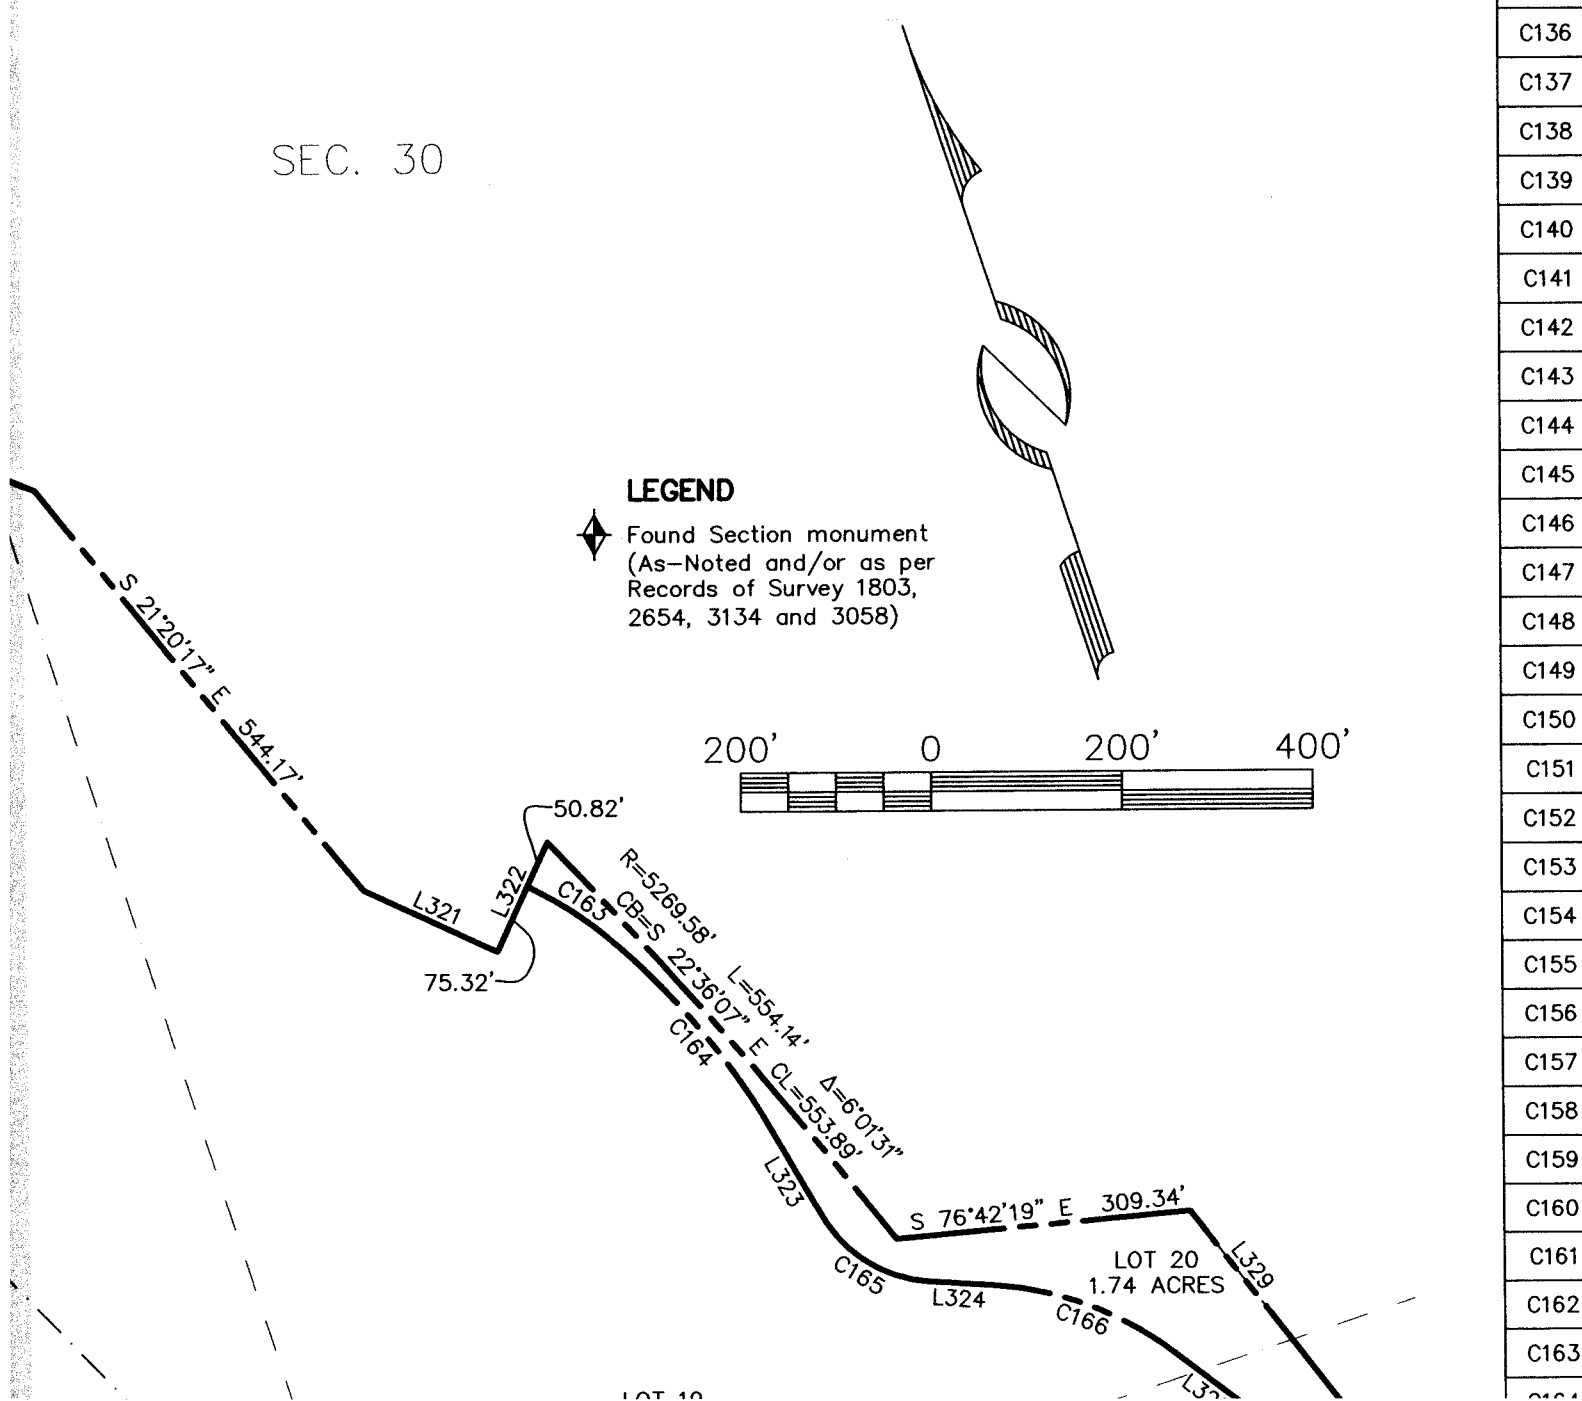 SEC. 30
LEGEND
Found Section monument
(As-Noted and/or as per
Records of Survey 1803,
2654, 3134 and 3058)
S 21°20'17" E 544.17'
200' 0 200' 400'
50.82'
L321
L322
75.32'
C163
R=5269.58' L=554.14' Δ=6°01'31"
CB=S 22°36'07" E CL=553.89'
C164
L323
S 76°42'19" E 309.34'
C165
L324
LOT 20
1.74 ACRES
L329
C166
LOT 19
C136
C137
C138
C139
C140
C141
C142
C143
C144
C145
C146
C147
C148
C149
C150
C151
C152
C153
C154
C155
C156
C157
C158
C159
C160
C161
C162
C163